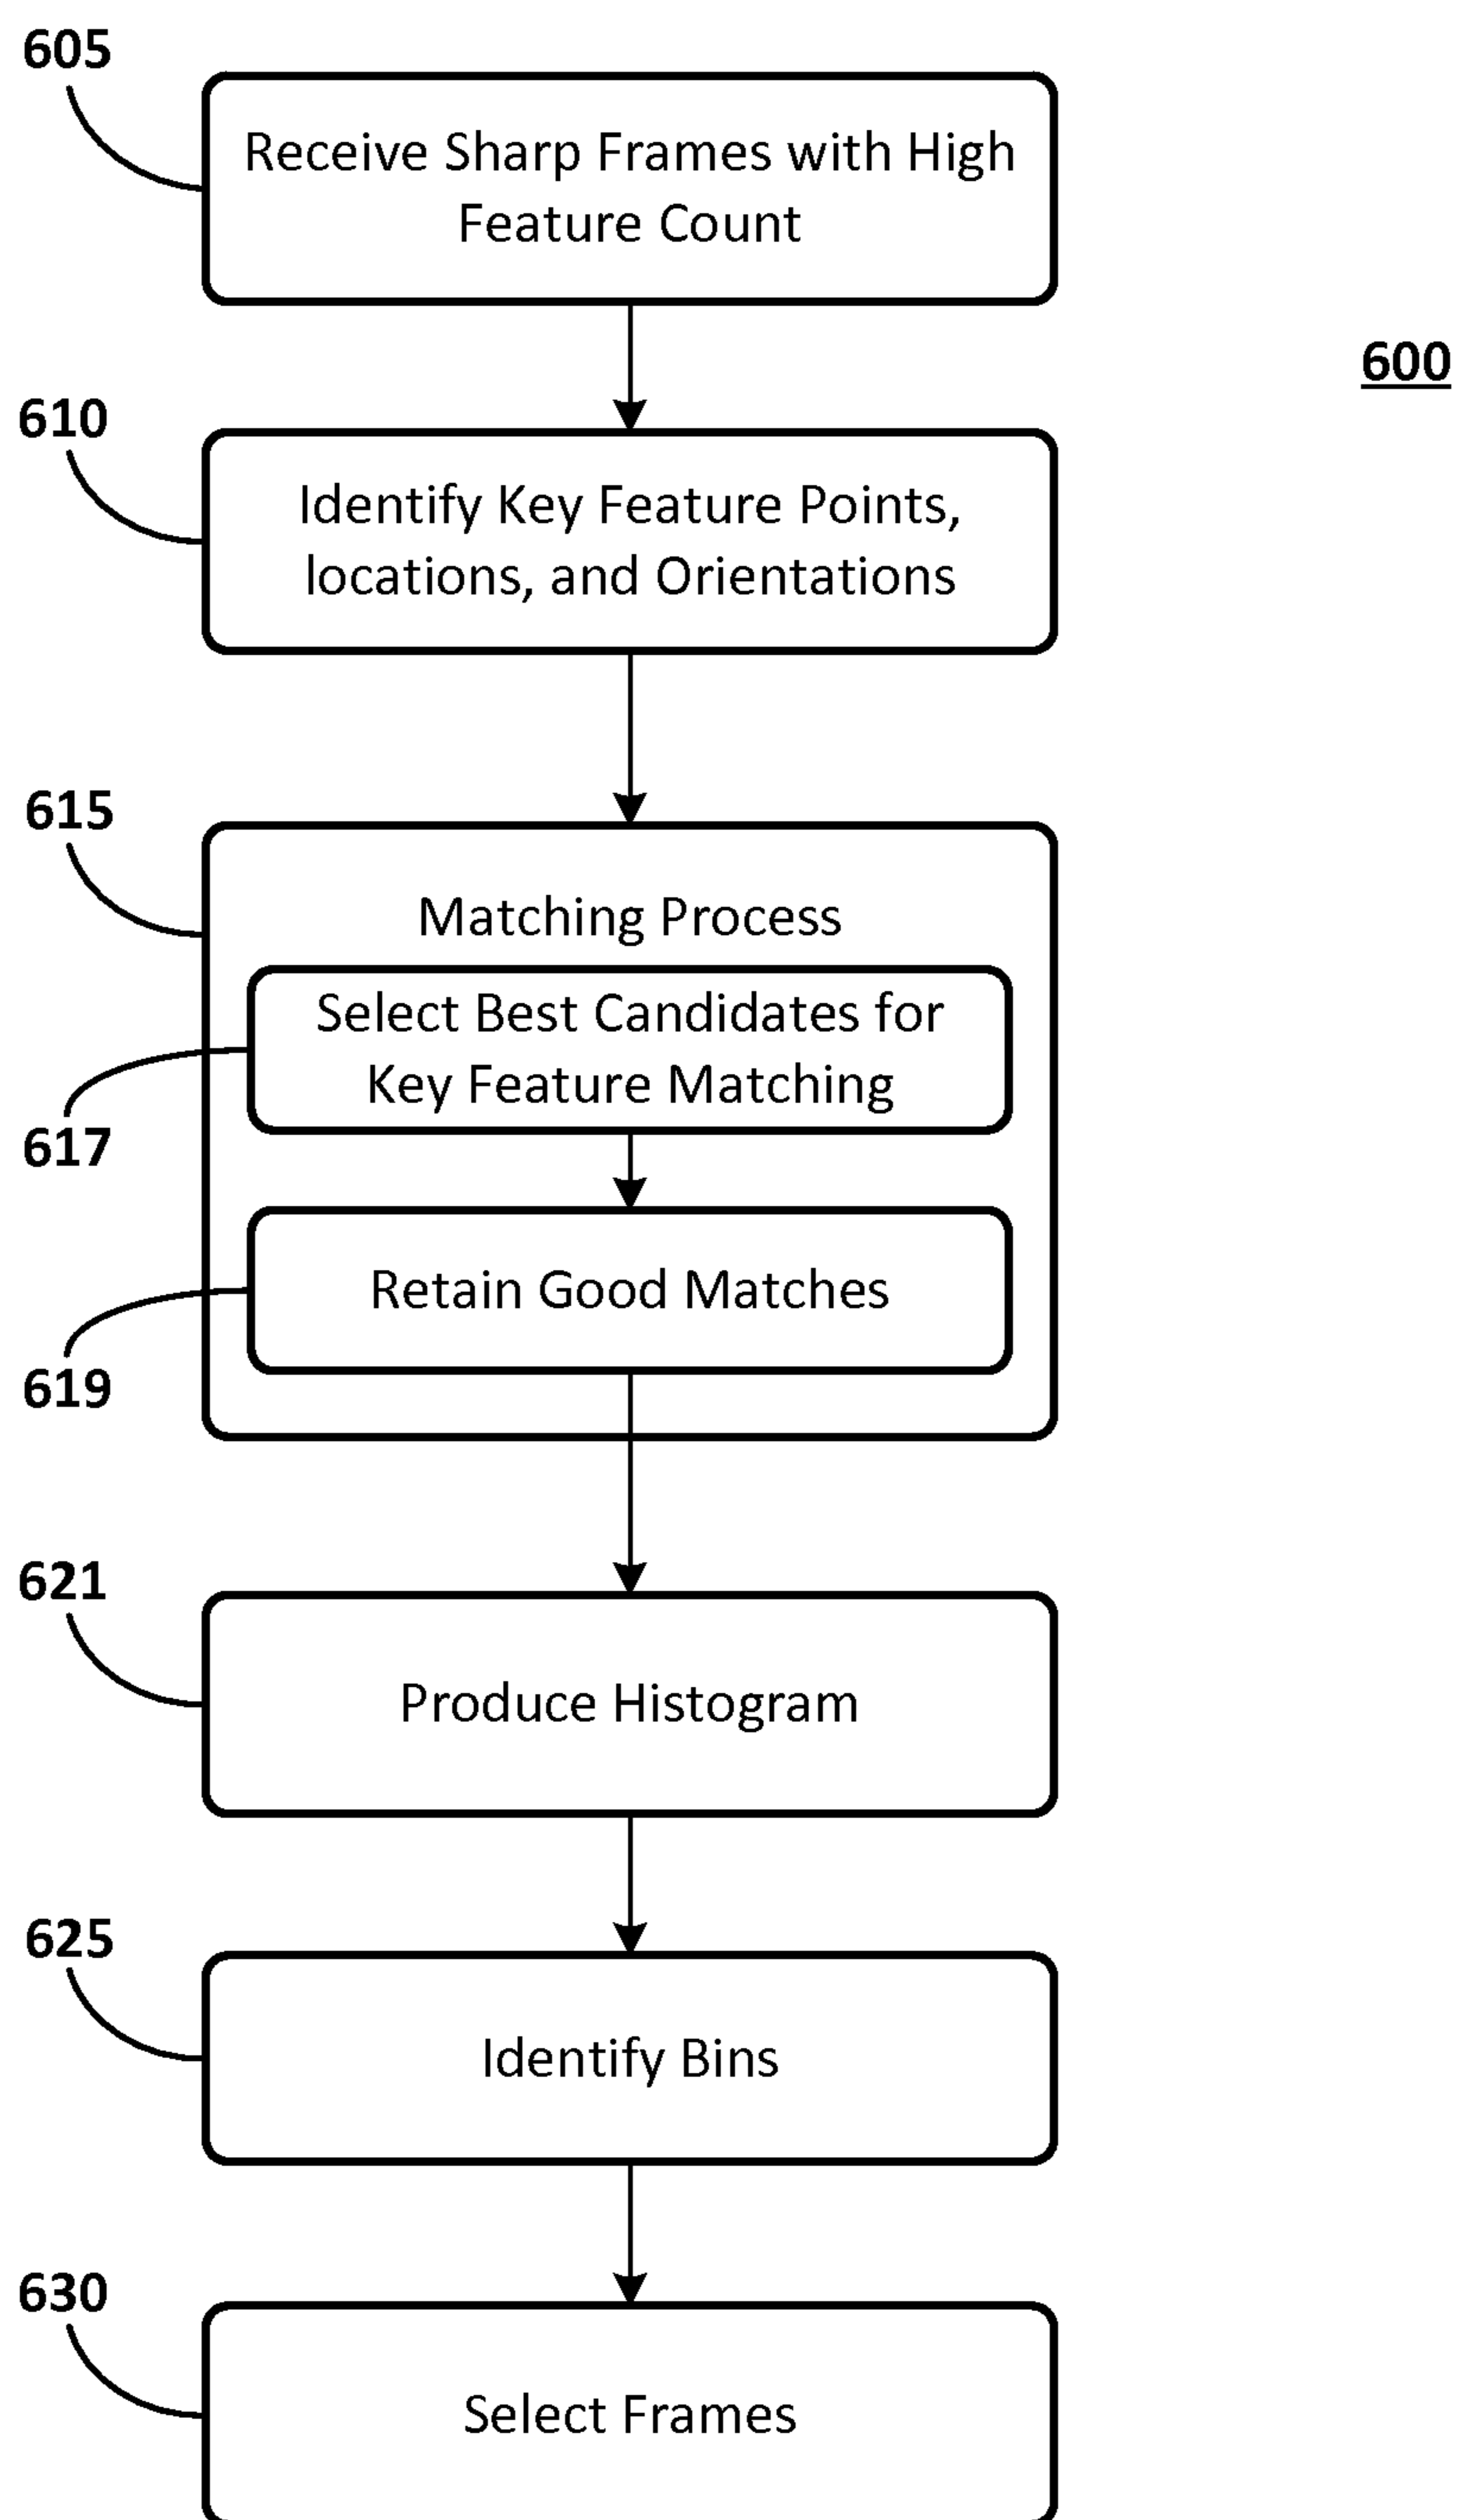 605
Receive Sharp Frames with High
Feature Count
600
610
Identify Key Feature Points,
locations, and Orientations
615
Matching Process
Select Best Candidates for
Key Feature Matching
617
Retain Good Matches
619
621
Produce Histogram
625
Identify Bins
630
Select Frames